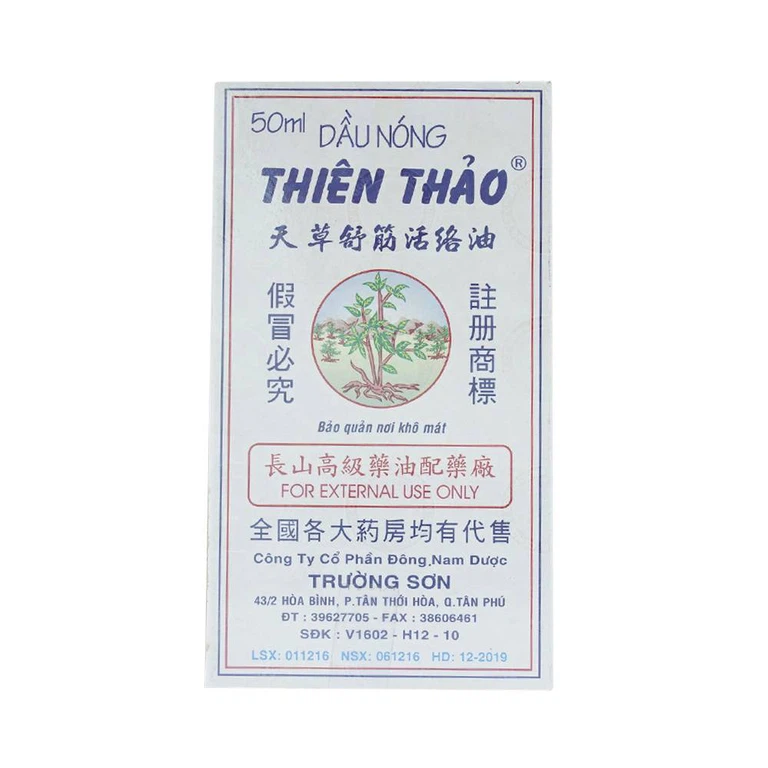 50ml DẦU NÓNG
THIÊN THẢO®
天草舒筋活络油
假冒必究
註册商標
Bảo quản nơi khô mát
長山高級藥油配藥廠
FOR EXTERNAL USE ONLY
全國各大葯房均有代售
Công Ty Cổ Phần Đông Nam Dược
TRƯỜNG SƠN
43/2 HÒA BÌNH, P.TÂN THỚI HÒA, Q.TÂN PHÚ
ĐT : 39627705 - FAX : 38606461
SĐK : V1602 - H12 - 10
LSX: 011216 NSX: 061216 HD: 12-2019